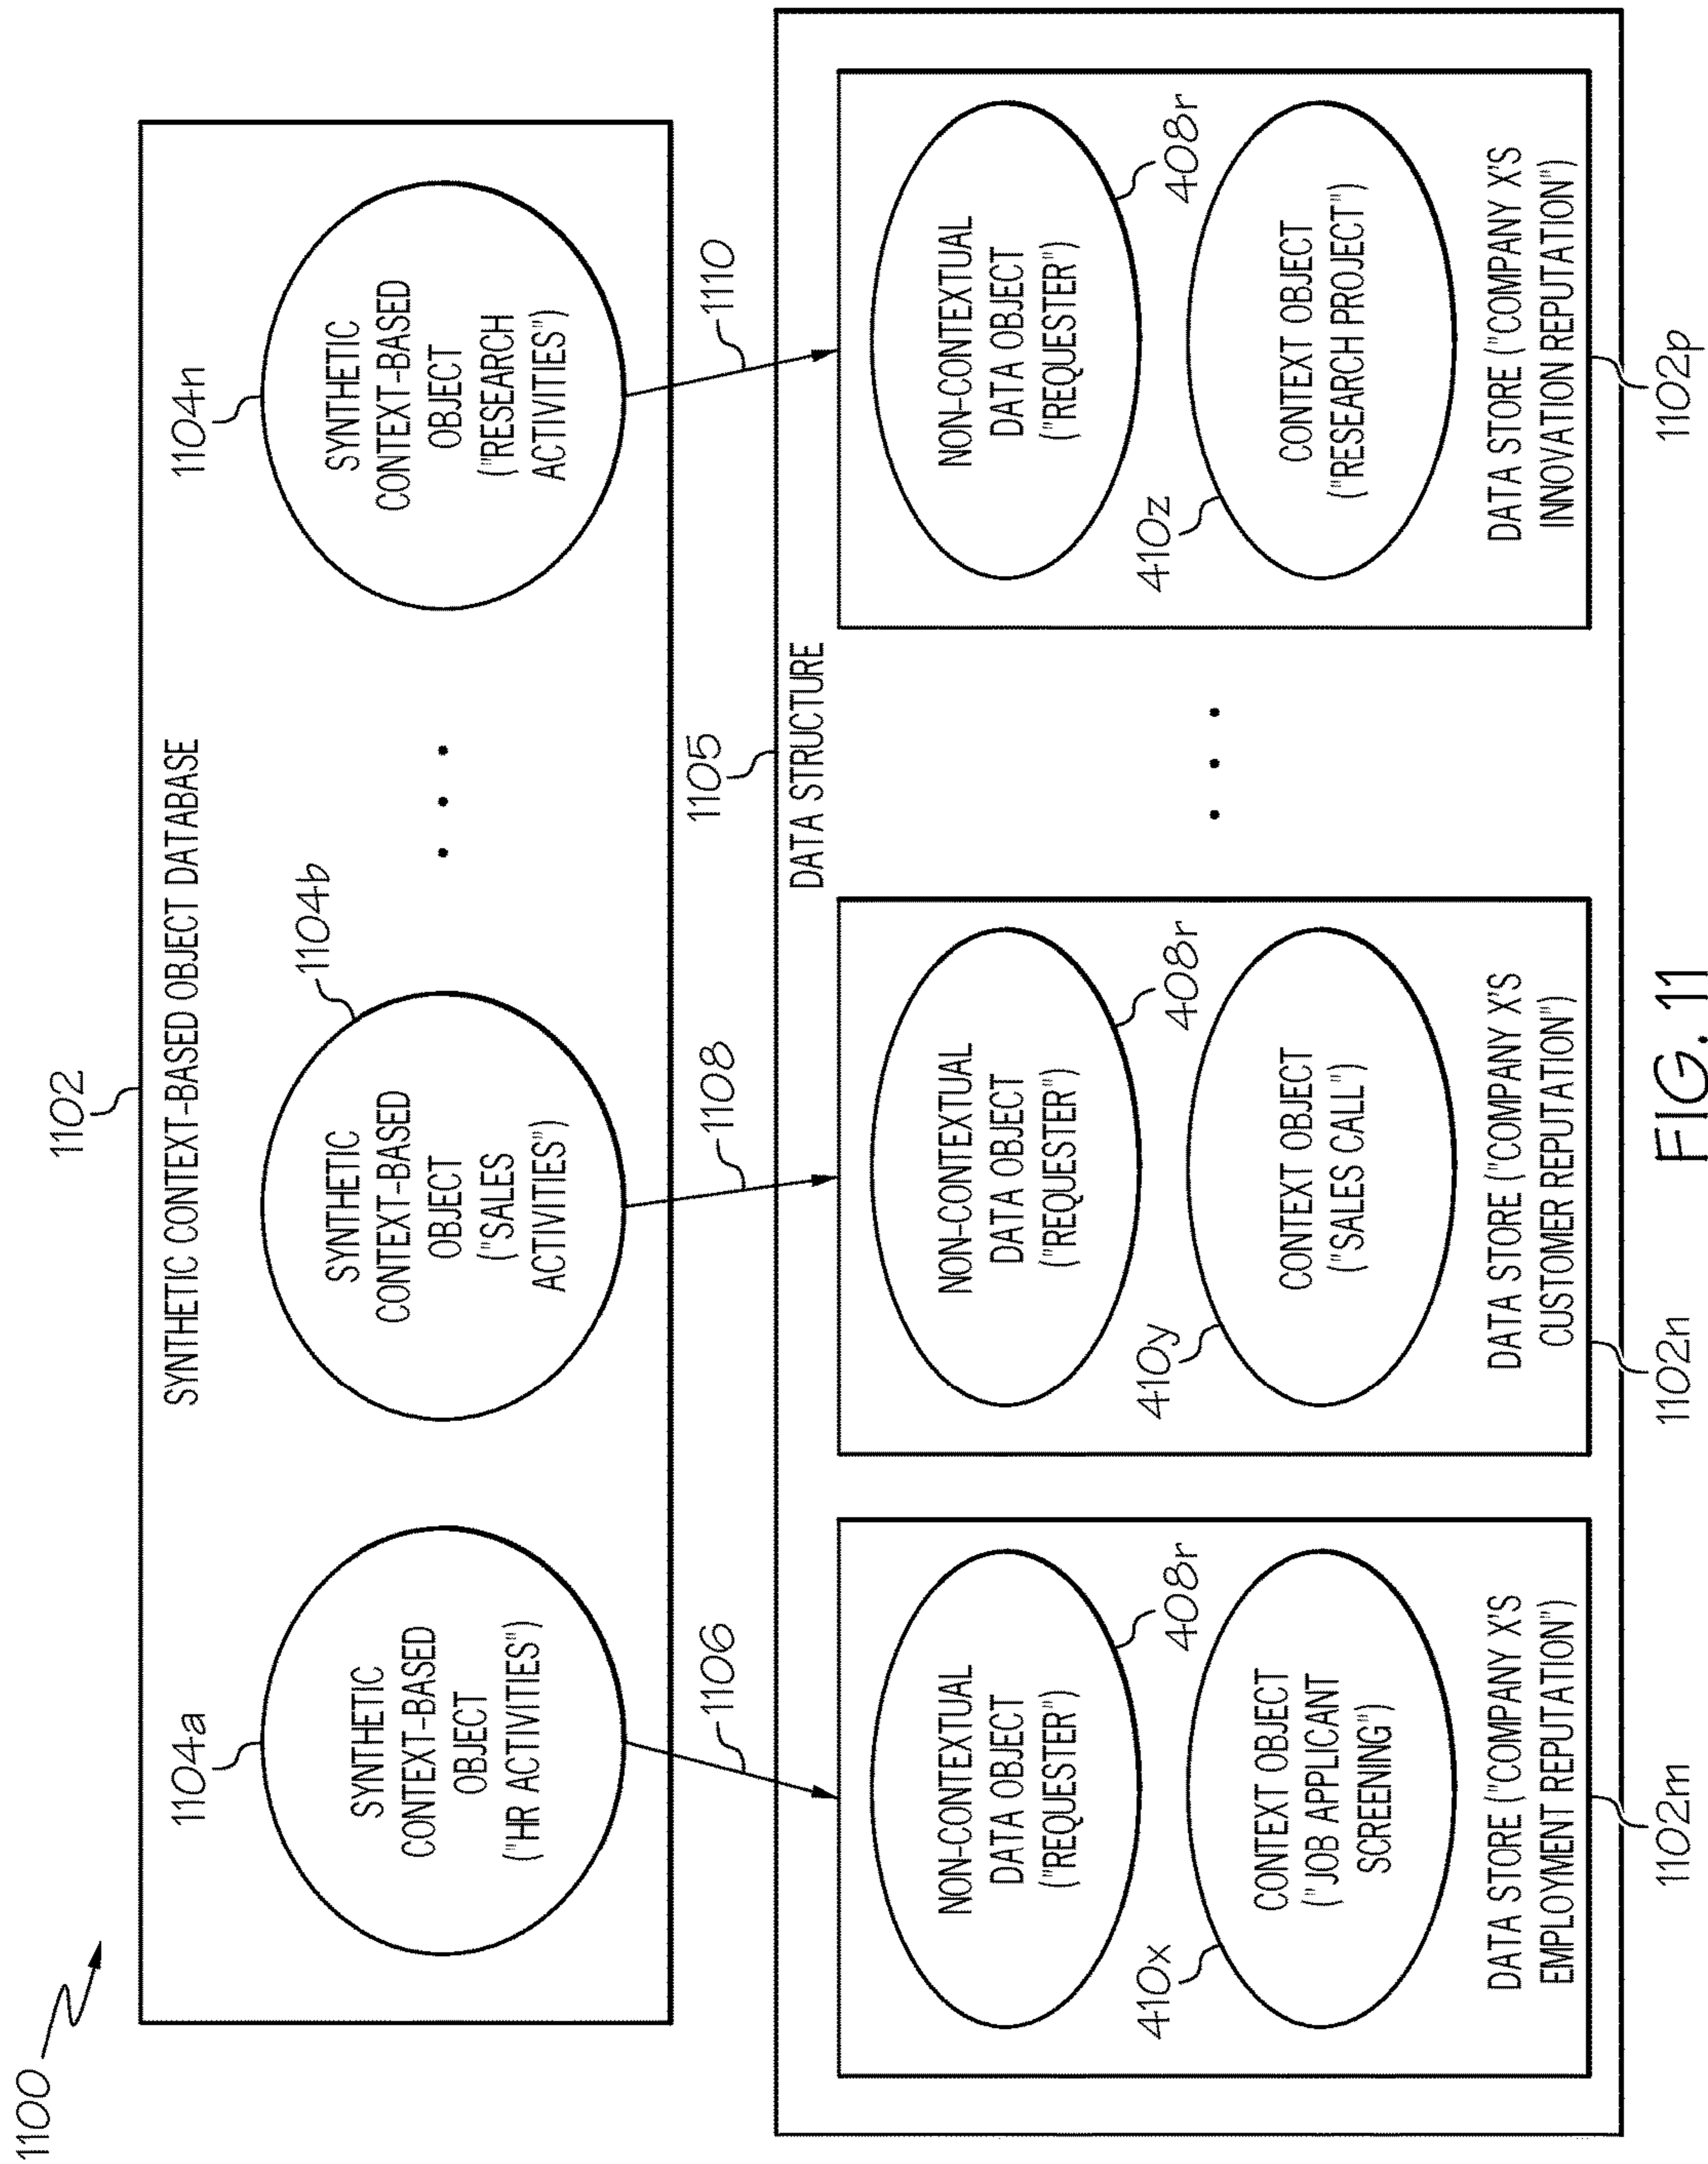 1100
1102
SYNTHETIC CONTEXT-BASED OBJECT DATABASE
1104a
SYNTHETIC
CONTEXT-BASED
OBJECT
("HR ACTIVITIES")
1104b
SYNTHETIC
CONTEXT-BASED
OBJECT
("SALES
ACTIVITIES")
. . .
1104n
SYNTHETIC
CONTEXT-BASED
OBJECT
("RESEARCH
ACTIVITIES")
1106
1108
1105
1110
DATA STRUCTURE
NON-CONTEXTUAL
DATA OBJECT
("REQUESTER")
408r
410x
CONTEXT OBJECT
("JOB APPLICANT
SCREENING")
DATA STORE ("COMPANY X'S
EMPLOYMENT REPUTATION")
1102m
NON-CONTEXTUAL
DATA OBJECT
("REQUESTER")
408r
410y
CONTEXT OBJECT
("SALES CALL")
DATA STORE ("COMPANY X'S
CUSTOMER REPUTATION")
1102n
. . .
NON-CONTEXTUAL
DATA OBJECT
("REQUESTER")
408r
410z
CONTEXT OBJECT
("RESEARCH PROJECT")
DATA STORE ("COMPANY X'S
INNOVATION REPUTATION")
1102p
FIG. 11